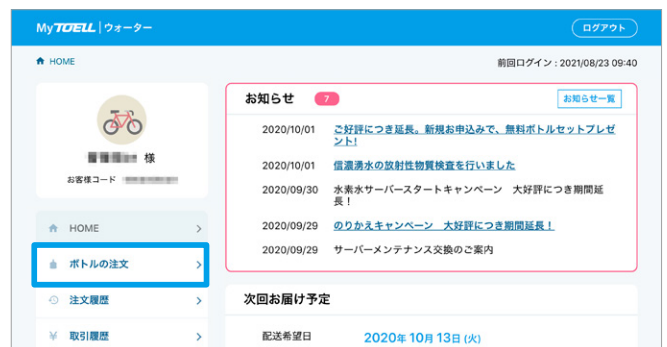 MyTOELL | ウォーター
ログアウト
HOME
前回ログイン : 2021/08/23 09:40
お知らせ 7
お知らせ一覧
2020/10/01 ご好評につき延長。新規お申込みで、無料ボトルセットプレゼ
ント!
2020/10/01 信濃湧水の放射性物質検査を行いました
2020/09/30 水素水サーバースタートキャンペーン 大好評につき期間延
長！
2020/09/29 のりかえキャンペーン 大好評につき期間延長！
2020/09/29 サーバーメンテナンス交換のご案内
様
お客様コード
HOME
ボトルの注文
注文履歴
¥ 取引履歴
次回お届け予定
配送希望日 2020年 10月 13日 (火)